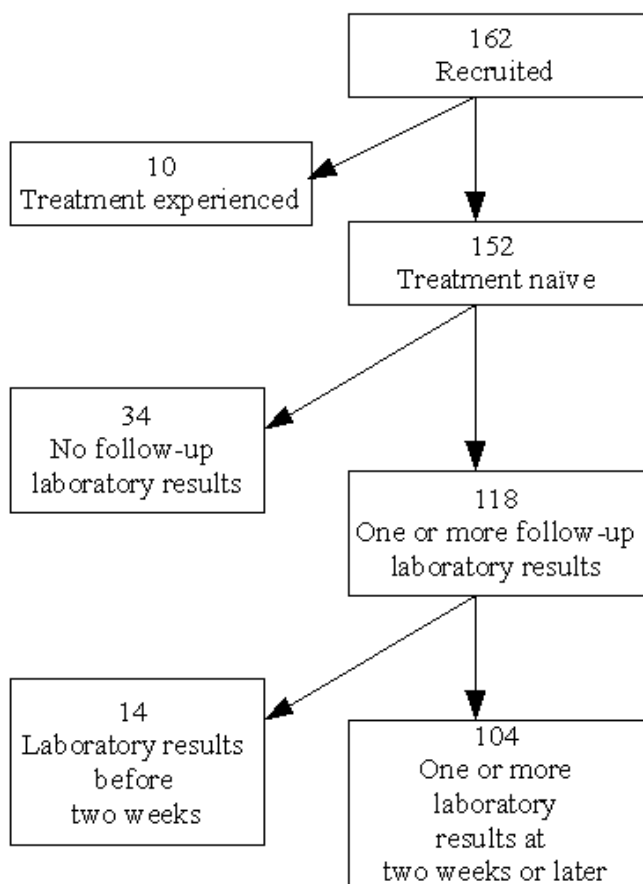 162
Recruited
10
Treatment experienced
152
Treatment naïve
34
No follow-up
laboratory results
118
One or more follow-up
laboratory results
14
Laboratory results
before
two weeks
104
One or more
laboratory
results at
two weeks or later